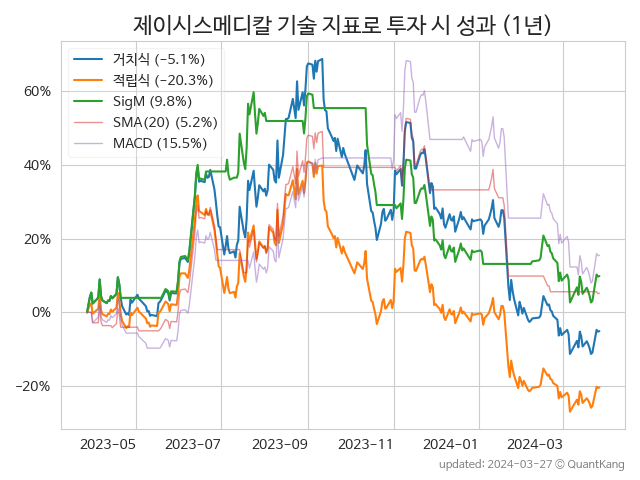 제이시스메디칼 기술 지표로 투자 시 성과 (1년)
거치식 (−5.1%)
적립식 (−20.3%)
SigM (9.8%)
SMA(20) (5.2%)
MACD (15.5%)
60%
40%
20%
0%
−20%
2023-05 2023-07 2023-09 2023-11 2024-01 2024-03
updated: 2024-03-27 © QuantKang